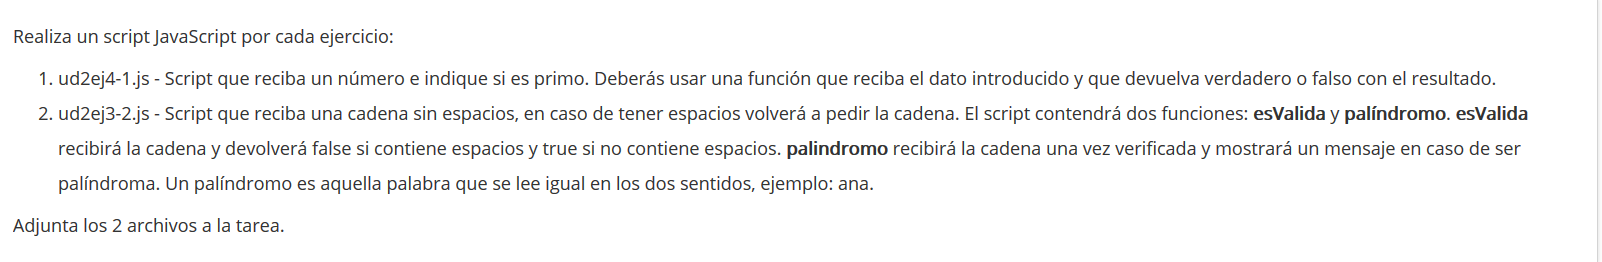 Realiza un script JavaScript por cada ejercicio:
1. ud2ej4-1.js - Script que reciba un número e indique si es primo. Deberás usar una función que reciba el dato introducido y que devuelva verdadero o falso con el resultado.
2. ud2ej3-2.js - Script que reciba una cadena sin espacios, en caso de tener espacios volverá a pedir la cadena. El script contendrá dos funciones: esValida y palíndromo. esValida
recibirá la cadena y devolverá false si contiene espacios y true si no contiene espacios. palindromo recibirá la cadena una vez verificada y mostrará un mensaje en caso de ser
palíndroma. Un palíndromo es aquella palabra que se lee igual en los dos sentidos, ejemplo: ana.
Adjunta los 2 archivos a la tarea.